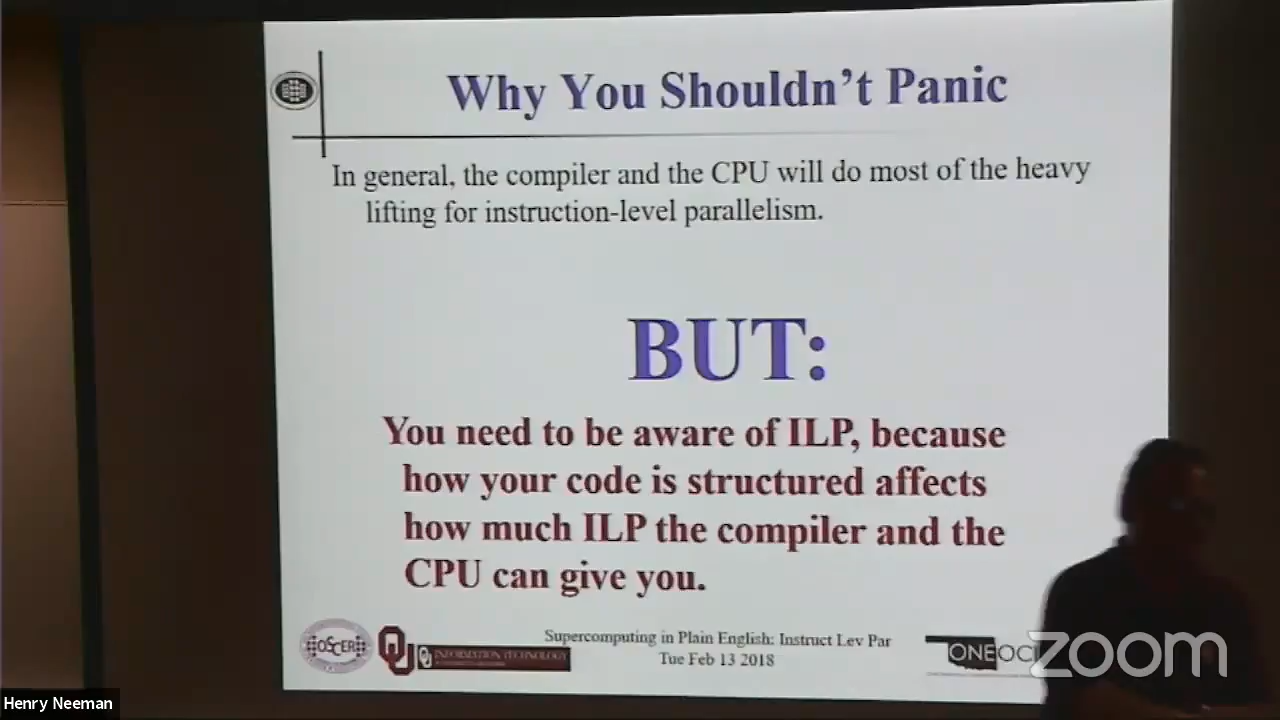 Why You Shouldn't Panic
In general, the compiler and the CPU will do most of the heavy
lifting for instruction-level parallelism.
BUT:
You need to be aware of ILP, because
how your code is structured affects
how much ILP the compiler and the
CPU can give you.
OSCER
INFORMATION TECHNOLOGY
Supercomputing in Plain English: Instruct Lev Par
Tue Feb 13 2018
ONEOCI
zoom
Henry Neeman